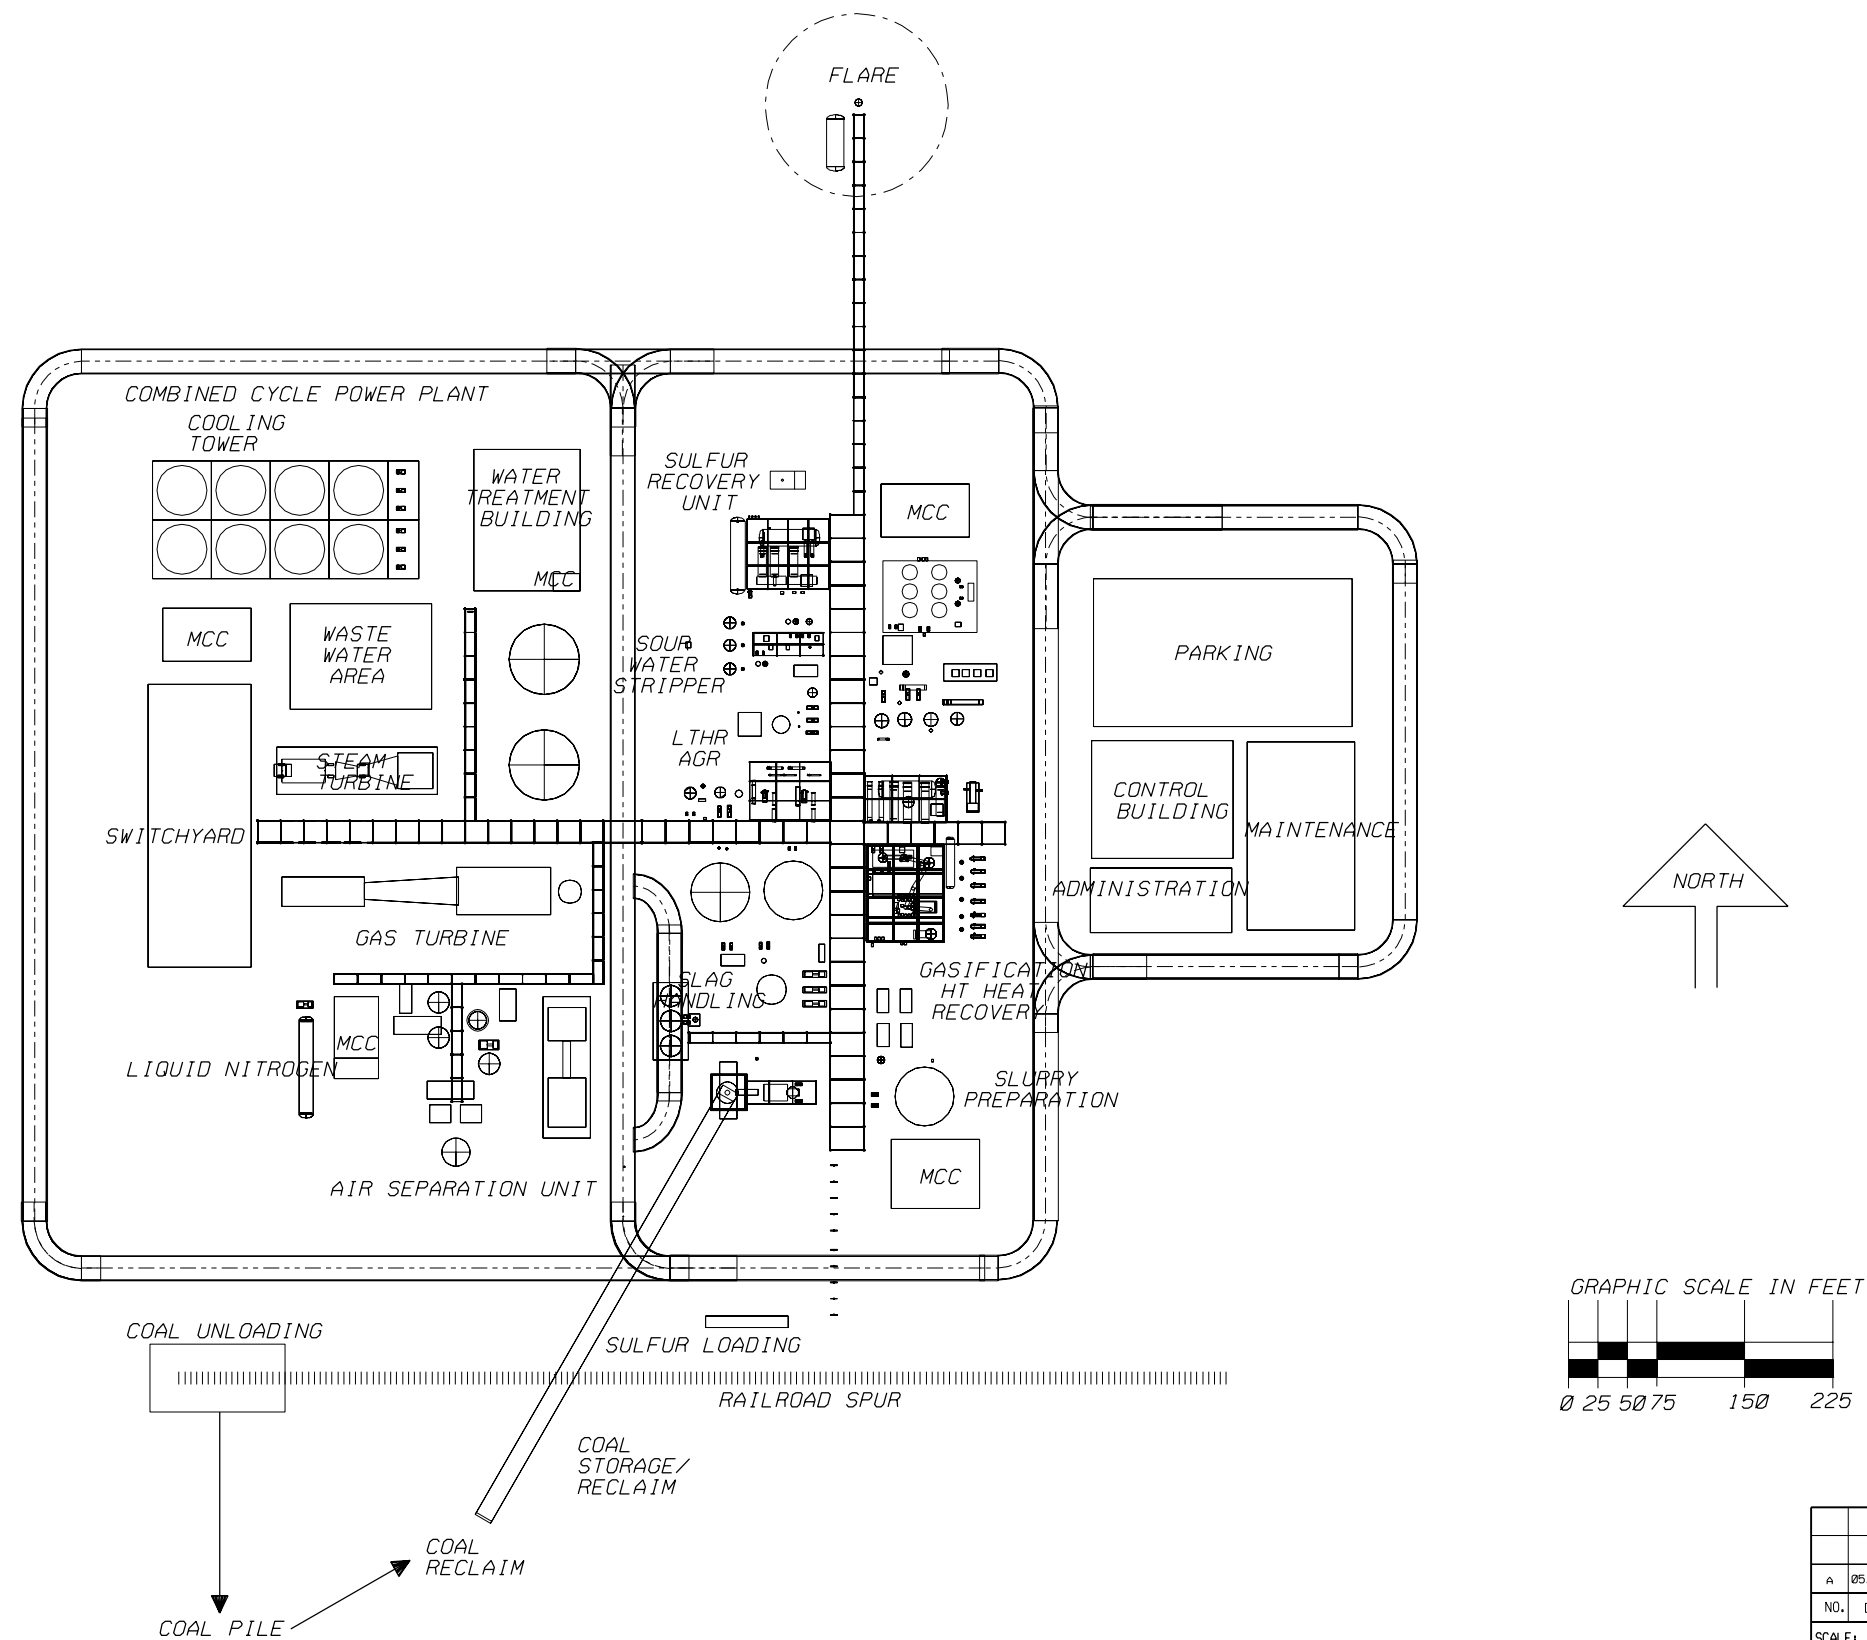 FLARE
COMBINED CYCLE POWER PLANT
COOLING
TOWER
WATER
TREATMENT
BUILDING
MCC
SULFUR
RECOVERY
UNIT
MCC
MCC
WASTE
WATER
AREA
SOUR
WATER
STRIPPER
PARKING
STEAM
TURBINE
LTHR
AGR
CONTROL
BUILDING
MAINTENANCE
SWITCHYARD
ADMINISTRATION
NORTH
GAS TURBINE
SLAG
HANDLING
GASIFICATION
HT HEAT
RECOVERY
MCC
LIQUID NITROGEN
SLURRY
PREPARATION
MCC
AIR SEPARATION UNIT
GRAPHIC SCALE IN FEET
0 25 50 75 150 225
COAL UNLOADING
SULFUR LOADING
RAILROAD SPUR
COAL
STORAGE/
RECLAIM
COAL
RECLAIM
COAL PILE
A 05
NO.
SCALE: